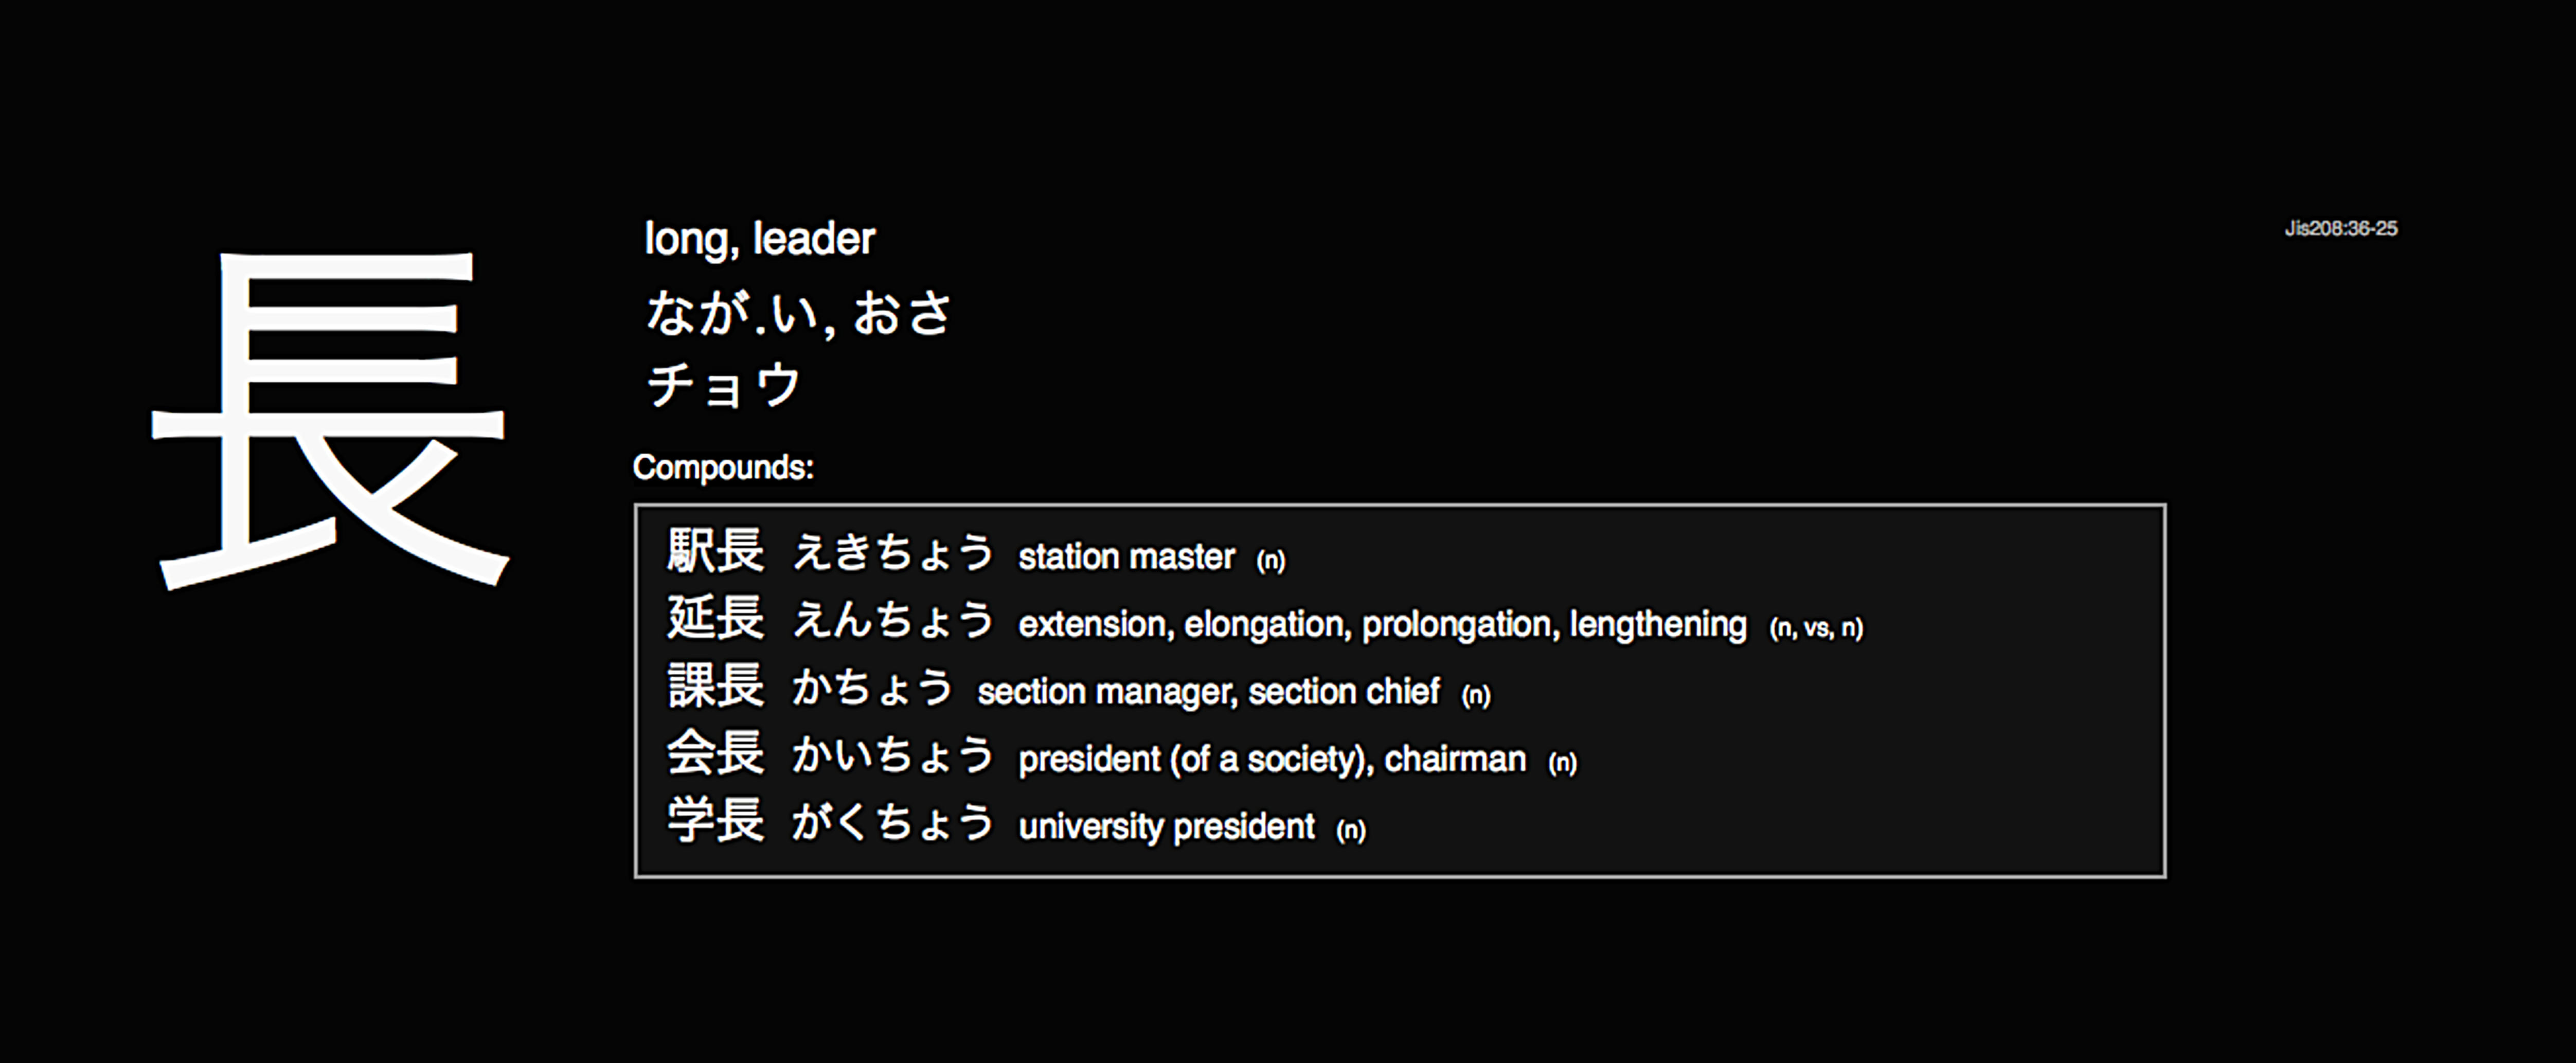 長
long, leader
なが.い, おさ
チョウ
Jis208:36-25
Compounds:
駅長 えきちょう station master (n)
延長 えんちょう extension, elongation, prolongation, lengthening (n, vs, n)
課長 かちょう section manager, section chief (n)
会長 かいちょう president (of a society), chairman (n)
学長 がくちょう university president (n)